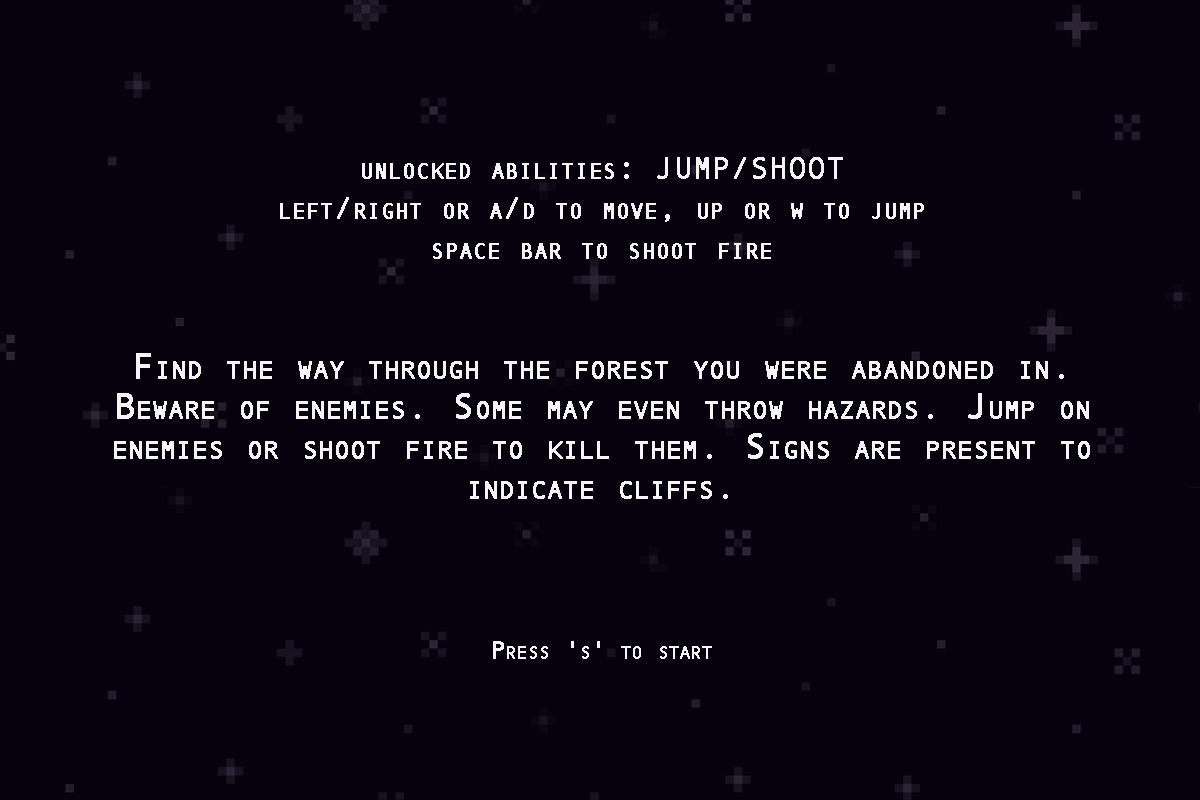 unlocked abilities: JUMP/SHOOT
left/right or a/d to move, up or w to jump
space bar to shoot fire
Find the way through the forest you were abandoned in.
Beware of enemies. Some may even throw hazards. Jump on
enemies or shoot fire to kill them. Signs are present to
indicate cliffs.
Press 's' to start